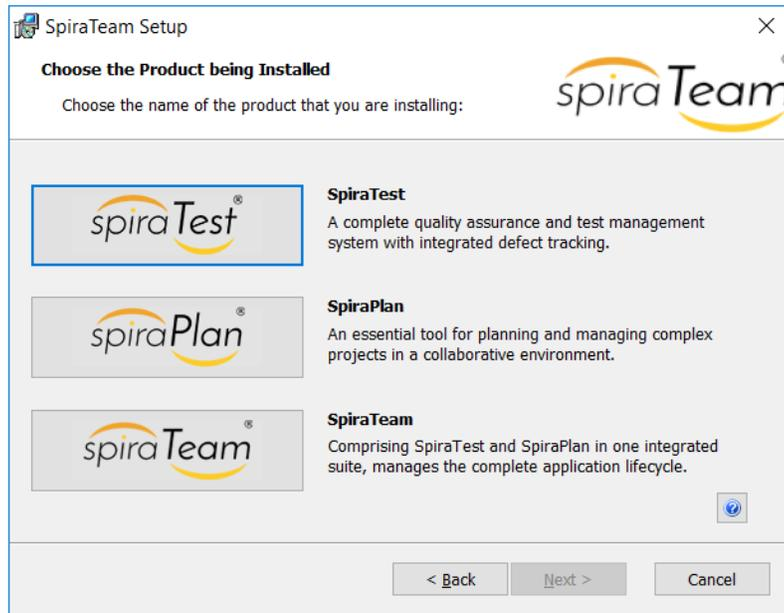 SpiraTeam Setup
Choose the Product being Installed
Choose the name of the product that you are installing:
spiraTeam
spiraTest®
SpiraTest
A complete quality assurance and test management
system with integrated defect tracking.
spiraPlan®
SpiraPlan
An essential tool for planning and managing complex
projects in a collaborative environment.
spiraTeam®
SpiraTeam
Comprising SpiraTest and SpiraPlan in one integrated
suite, manages the complete application lifecycle.
?
< Back
Next >
Cancel